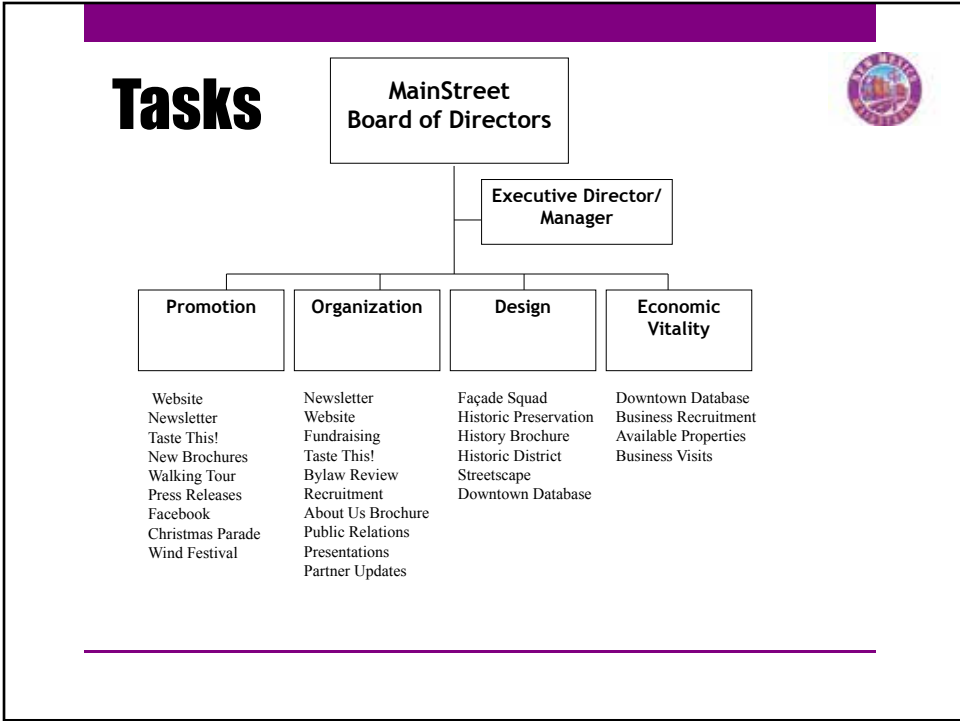 Tasks
MainStreet
Board of Directors
NEW MEXICO
MAINSTREET
Executive Director/
Manager
Promotion
Organization
Design
Economic
Vitality
Website
Newsletter
Taste This!
New Brochures
Walking Tour
Press Releases
Facebook
Christmas Parade
Wind Festival
Newsletter
Website
Fundraising
Taste This!
Bylaw Review
Recruitment
About Us Brochure
Public Relations
Presentations
Partner Updates
Façade Squad
Historic Preservation
History Brochure
Historic District
Streetscape
Downtown Database
Downtown Database
Business Recruitment
Available Properties
Business Visits